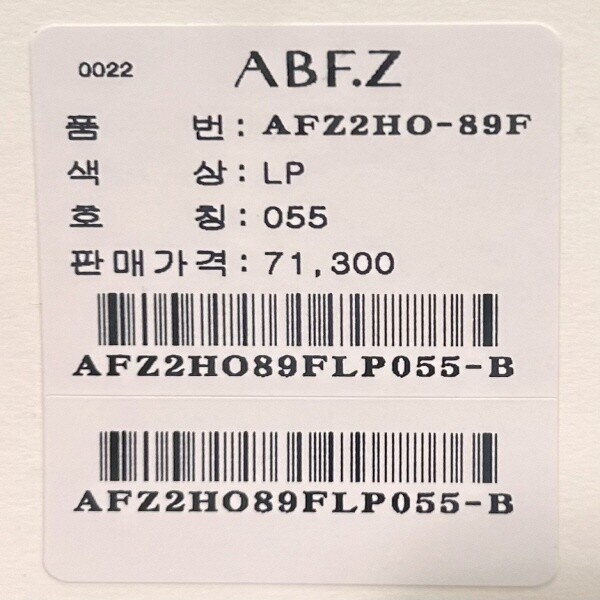 0022 ABF.Z
품 번 : AFZ2HO-89F
색 상 : LP
호 칭 : 055
판매가격 : 71,300
AFZ2HO89FLP055-B
AFZ2HO89FLP055-B